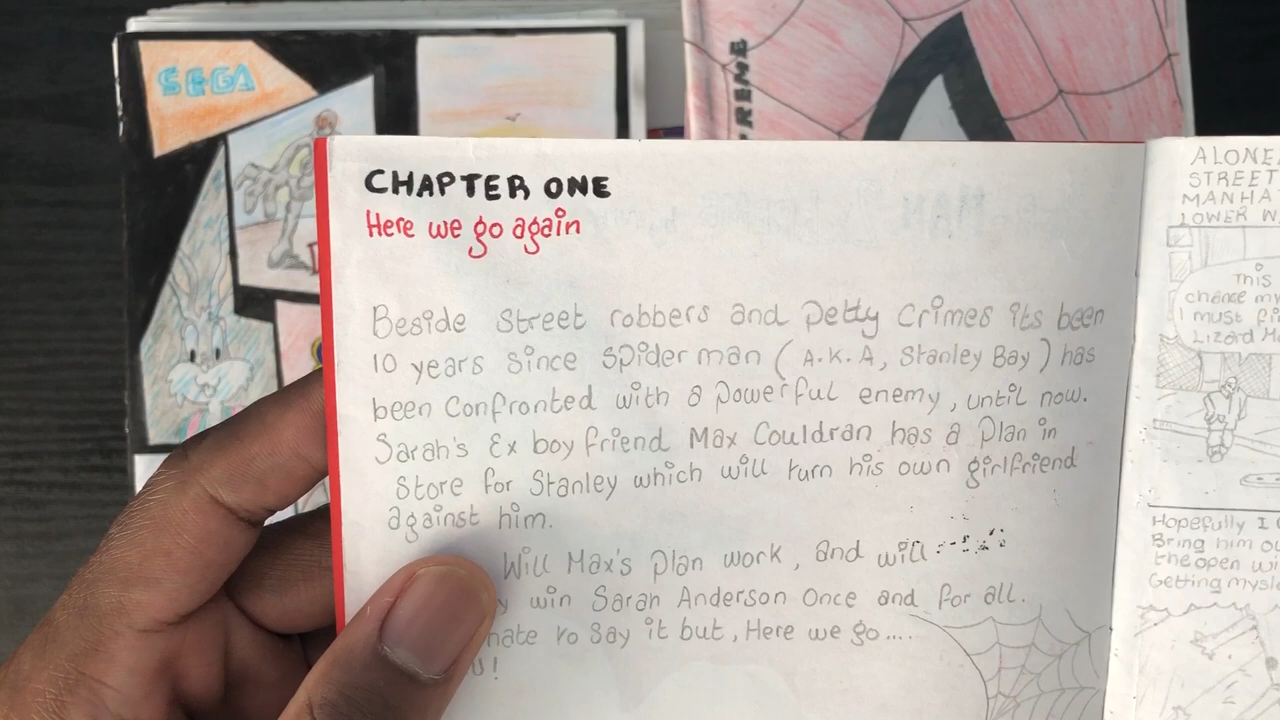 SEGA
CHAPTER ONE
Here we go again
Beside street robbers and petty crimes its been
10 years since spider man (A.K.A, Stanley Bay) has
been confronted with a powerful enemy, until now.
Sarah's Ex boy friend Max Couldran has a plan in
store for Stanley which will turn his own girlfriend
against him.
Will Max's plan work, and will
win Sarah Anderson Once and for all.
hate to say it but, Here we go....
ALONE
STREET
MANHA
LOWER W
This
chance my
I must fi
Lizard Ma
Hopefully I
Bring him ou
the open wi
Getting mysl